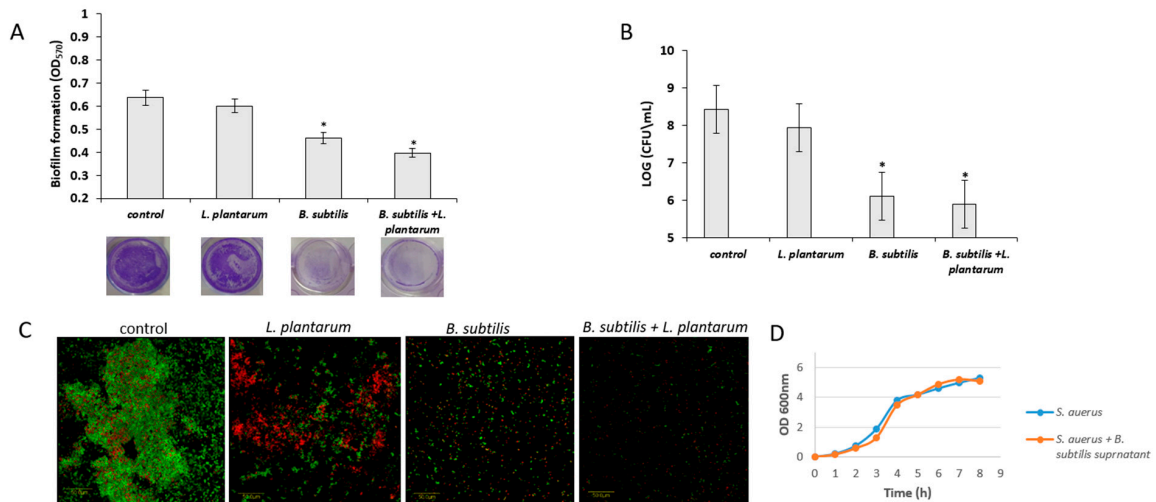 A
Biofilm formation (OD570)
1
0.9
0.8
0.7
0.6
0.5
0.4
0.3
0.2
*
*
control
L. plantarum
B. subtilis
B. subtilis +L.
plantarum
B
LOG (CFU\mL)
10
9
8
7
6
5
*
*
control
L. plantarum
B. subtilis
B. subtilis +L.
plantarum
C
control
L. plantarum
B. subtilis
B. subtilis + L. plantarum
D
OD 600nm
6
4
2
0
0 1 2 3 4 5 6 7 8 9
Time (h)
S. auerus
S. auerus + B.
subtilis suprnatant